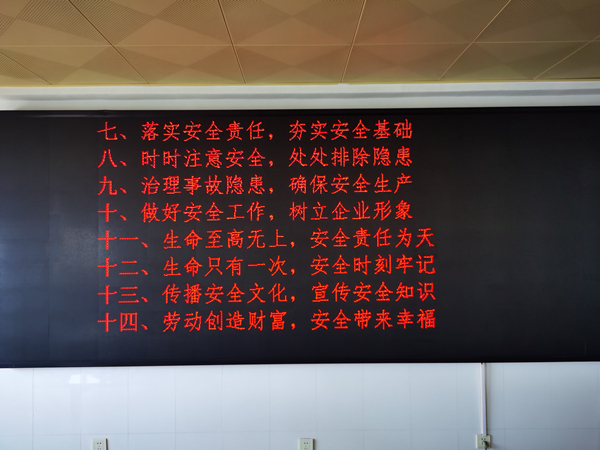 七、落实安全责任，夯实安全基础
八、时时注意安全，处处排除隐患
九、治理事故隐患，确保安全生产
十、做好安全工作，树立企业形象
十一、生命至高无上，安全责任为天
十二、生命只有一次，安全时刻牢记
十三、传播安全文化，宣传安全知识
十四、劳动创造财富，安全带来幸福